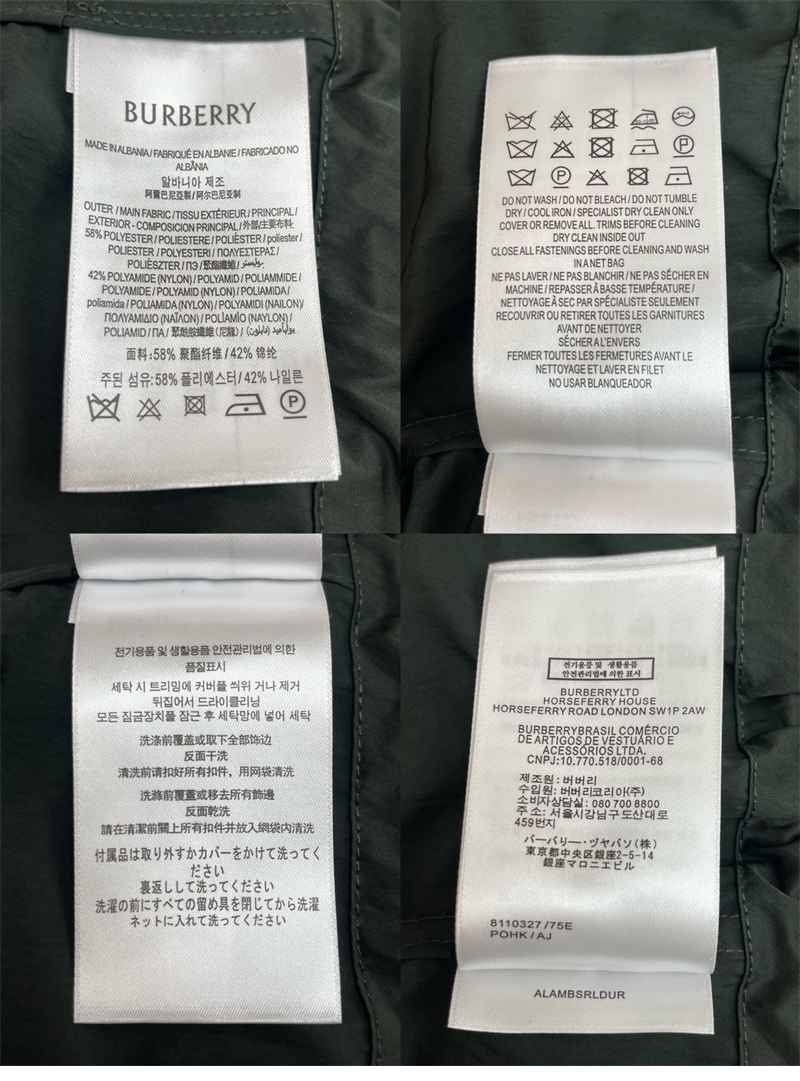 BURBERRY
MADE IN ALBANIA / FABRIQUÉ EN ALBANIE / FABRICADO NO
ALBÂNIA
알바니아 제조
阿爾巴尼亞製 / 阿尔巴尼亚制
OUTER / MAIN FABRIC / TISSU EXTÉRIEUR / PRINCIPAL /
EXTERIOR - COMPOSICION PRINCIPAL / 外部/主要布料:
58% POLYESTER / POLIESTERE / POLIÉSTER / poliester /
POLYESTER / POLYESTERI / ΠΟΛΥΕΣΤΕΡΑΣ /
POLIÉSZTER / ПЭ / 聚酯纖維 / بوليستر
42% POLYAMIDE (NYLON) / POLYAMID / POLIAMMIDE /
POLYAMIDE / POLYAMID (NYLON) / POLIAMIDA /
poliamida / POLIAMIDA (NYLON) / POLYAMIDI (NAILON) /
ΠΟΛΥΑΜΙΔΙΟ (ΝΑΪΛΟΝ) / POLÍAMÍO (NAYLON) /
POLIAMID / ПА / 聚酰胺纖維 (尼龍) / بولياميد (نايلون)
面料:58% 聚酯纤维 / 42% 锦纶
주된 섬유:58% 폴리에스터 / 42% 나일론
P
P
P
DO NOT WASH / DO NOT BLEACH / DO NOT TUMBLE
DRY / COOL IRON / SPECIALIST DRY CLEAN ONLY
COVER OR REMOVE ALL. TRIMS BEFORE CLEANING
DRY CLEAN INSIDE OUT
CLOSE ALL FASTENINGS BEFORE CLEANING AND WASH
IN A NET BAG
NE PAS LAVER / NE PAS BLANCHIR / NE PAS SÉCHER EN
MACHINE / REPASSER À BASSE TEMPÉRATURE /
NETTOYAGE À SEC PAR SPÉCIALISTE SEULEMENT
RECOUVRIR OU RETIRER TOUTES LES GARNITURES
AVANT DE NETTOYER
SÉCHER A L'ENVERS
FERMER TOUTES LES FERMETURES AVANT LE
NETTOYAGE ET LAVER EN FILET
NO USAR BLANQUEADOR
전기용품 및 생활용품 안전관리법에 의한
품질표시
세탁 시 트리밍에 커버플 씌위 거나 제거
뒤집어서 드라이클리닝
모든 짐금장치플 잠근 후 세탁망에 넣어 세탁
洗涤前覆盖或取下全部饰边
反面干洗
清洗前请扣好所有扣件，用网袋清洗
洗滌前覆蓋或移去所有飾邊
反面乾洗
請在清潔前關上所有扣件并放入網袋内清洗
付属品は取り外すかカバーをかけて洗ってく
ださい
裏返しして洗ってください
洗濯の前にすべての留め具を閉じてから洗濯
ネットに入れて洗ってください
전기용품 및 생활용품
안전관리법에 의한 표시
BURBERRYLTD
HORSEFERRY HOUSE
HORSEFERRY ROAD LONDON SW1P 2AW
BURBERRYBRASIL COMÉRCIO
DE ARTIGOS DE VESTUÁRIO E
ACESSÓRIOS LTDA.
CNPJ:10.770.518/0001-68
제조원 : 버버리
수입원 : 버버리코리아(주)
소비자상담실: 080 700 8800
주 소: 서울시강남구도산대로
459번지
バーバリー・ヅヤバソ (株)
東京都中央区銀座2-5-14
銀座マロニエビル
8110327 /75E
POHK / AJ
ALAMBSRLDUR